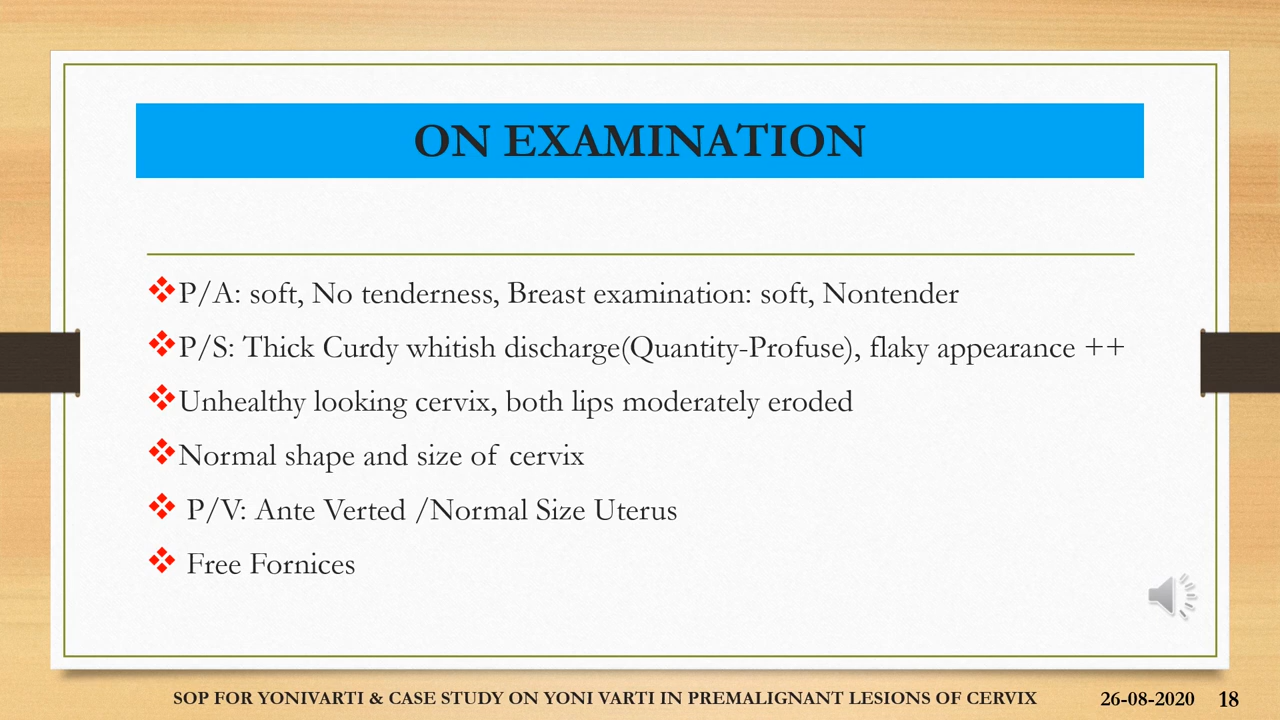 ON EXAMINATION
P/A: soft, No tenderness, Breast examination: soft, Nontender
P/S: Thick Curdy whitish discharge(Quantity-Profuse), flaky appearance ++
Unhealthy looking cervix, both lips moderately eroded
Normal shape and size of cervix
P/V: Ante Verted /Normal Size Uterus
Free Fornices
SOP FOR YONIVARTI & CASE STUDY ON YONI VARTI IN PREMALIGNANT LESIONS OF CERVIX 26-08-2020 18